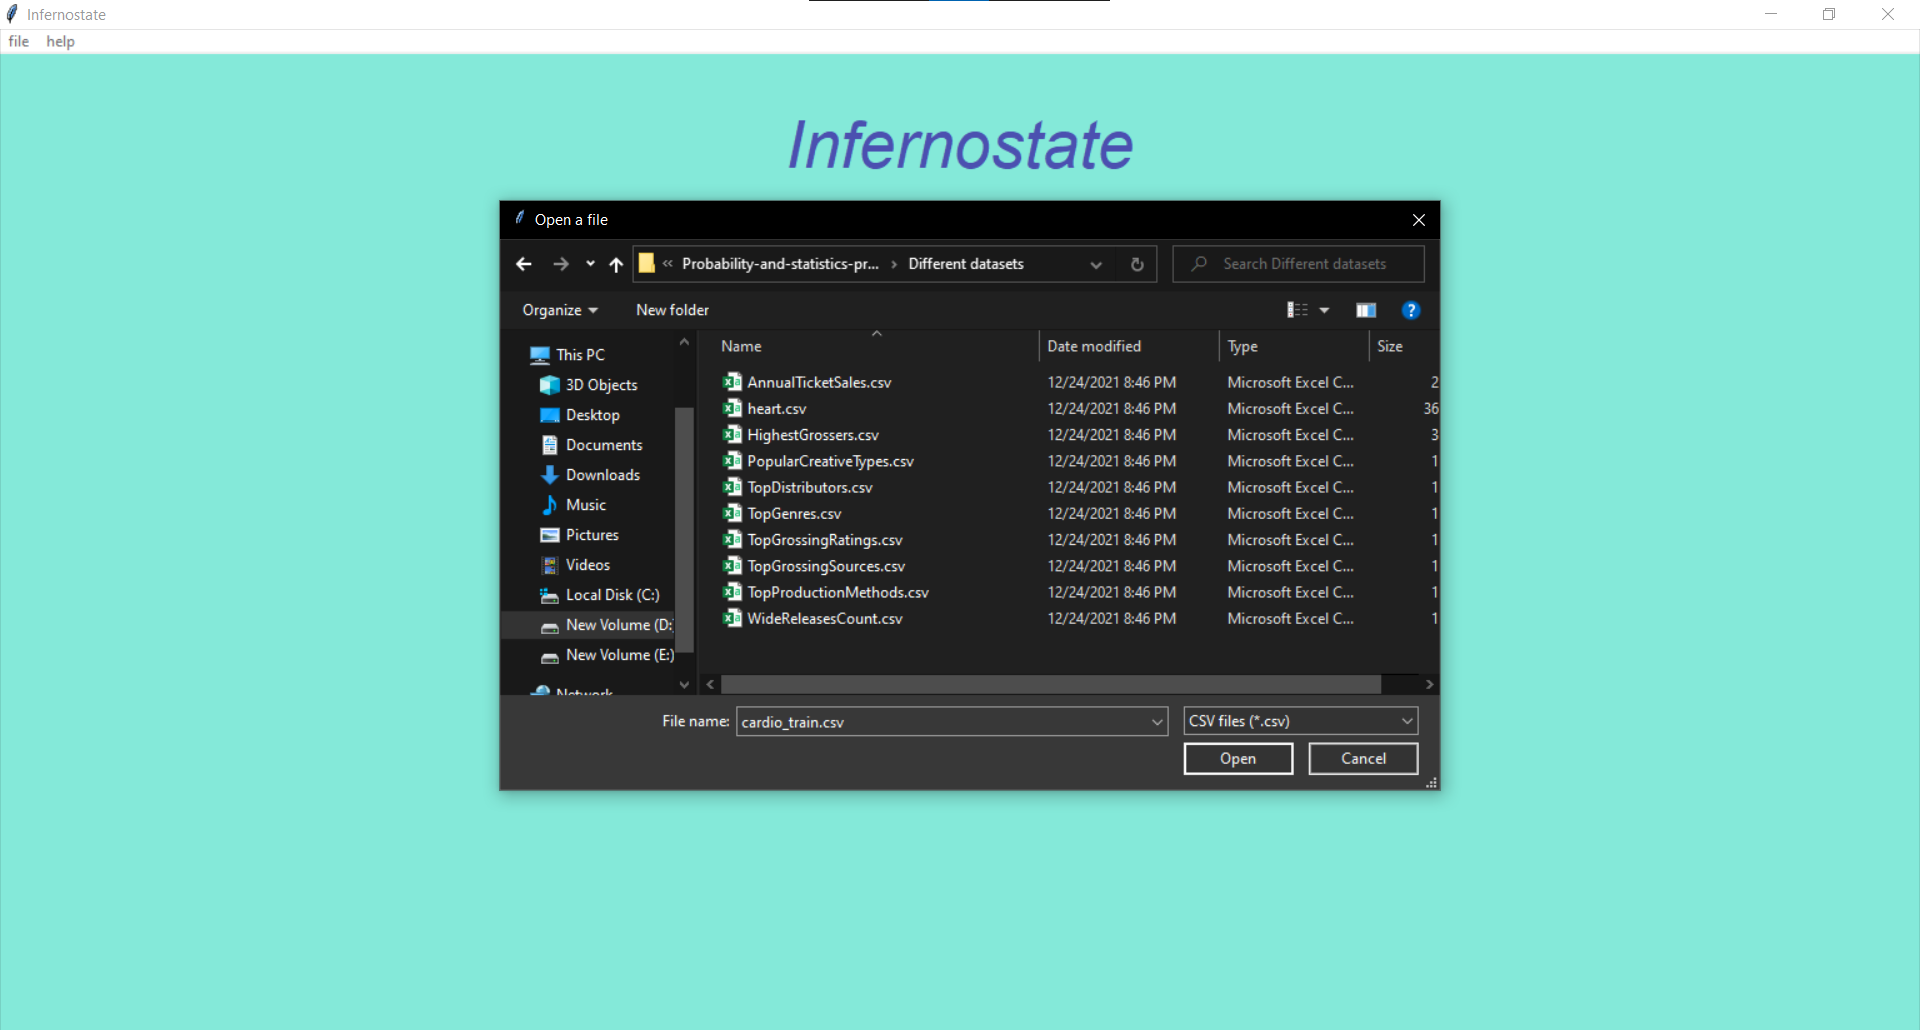 Infernostate
file help
Infernostate
Open a file
« Probability-and-statistics-pr... › Different datasets
Search Different datasets
Organize New folder
?
Name Date modified Type Size
This PC
3D Objects
Desktop
Documents
Downloads
Music
Pictures
Videos
Local Disk (C:)
New Volume (D:
New Volume (E:)
Network
AnnualTicketSales.csv 12/24/2021 8:46 PM Microsoft Excel C... 2
heart.csv 12/24/2021 8:46 PM Microsoft Excel C... 36
HighestGrossers.csv 12/24/2021 8:46 PM Microsoft Excel C... 3
PopularCreativeTypes.csv 12/24/2021 8:46 PM Microsoft Excel C... 1
TopDistributors.csv 12/24/2021 8:46 PM Microsoft Excel C... 1
TopGenres.csv 12/24/2021 8:46 PM Microsoft Excel C... 1
TopGrossingRatings.csv 12/24/2021 8:46 PM Microsoft Excel C... 1
TopGrossingSources.csv 12/24/2021 8:46 PM Microsoft Excel C... 1
TopProductionMethods.csv 12/24/2021 8:46 PM Microsoft Excel C... 1
WideReleasesCount.csv 12/24/2021 8:46 PM Microsoft Excel C... 1
File name: cardio_train.csv CSV files (*.csv)
Open Cancel